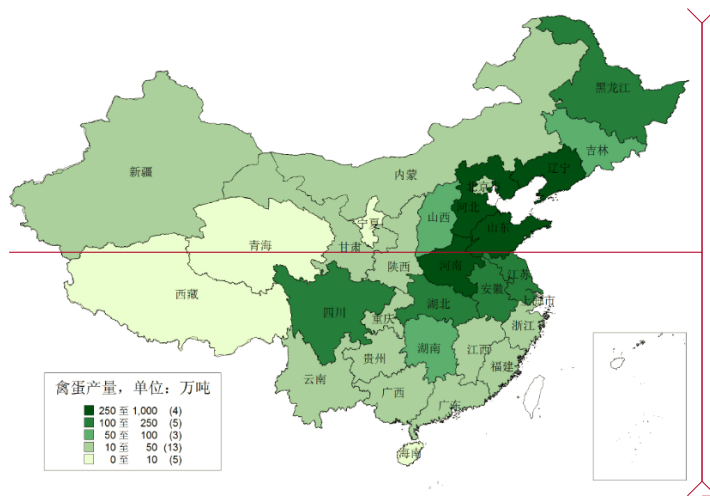 黑龙江
吉林
辽宁
新疆
内蒙
北京
河北
山西
宁夏
山东
青海
甘肃
陕西
河南
西藏
四川
重庆
湖北
安徽
江苏
上海市
浙江
湖南
江西
贵州
福建
云南
广西
广东
海南
禽蛋产量，单位：万吨
250 至 1,000 (4)
100 至 250 (5)
50 至 100 (3)
10 至 50 (13)
0 至 10 (5)